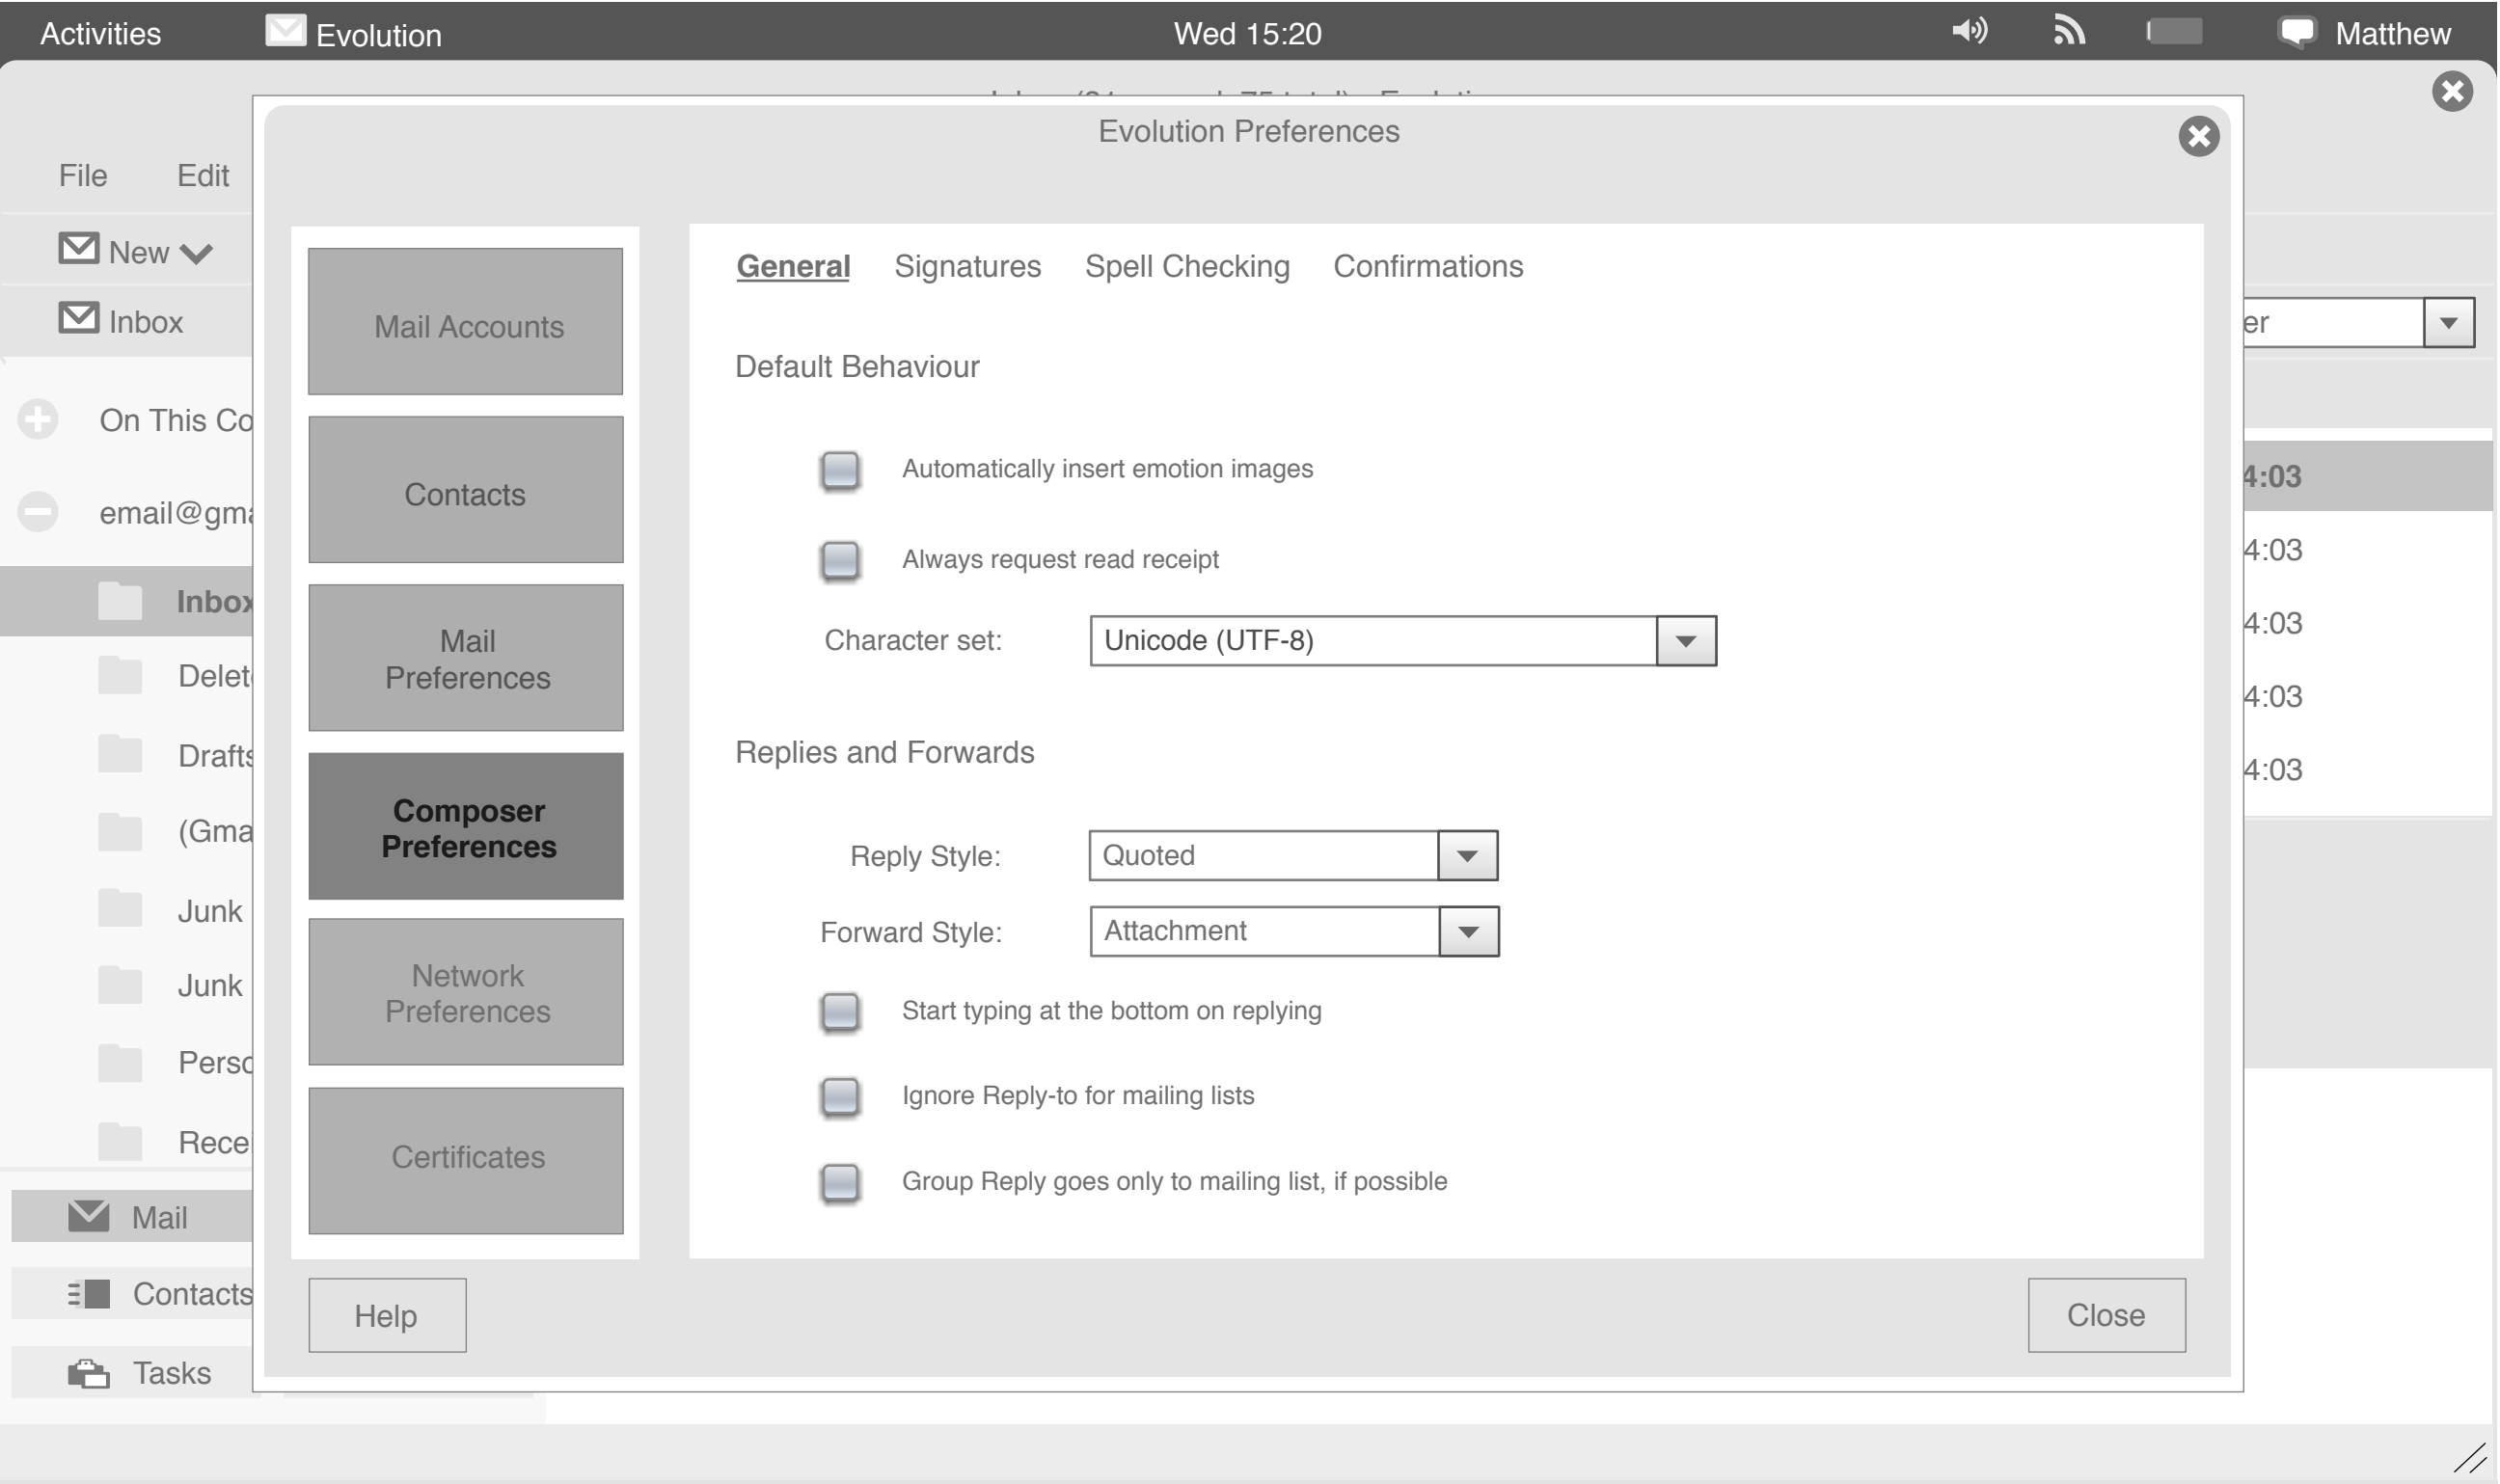 Activities
Evolution
Wed 15:20
Matthew
Evolution Preferences
File
Edit
New
Inbox
er
On This Co
email@gma
Inbox
Delet
Drafts
(Gma
Junk
Junk
Perso
Recei
Mail
Contacts
Tasks
Mail Accounts
Contacts
Mail
Preferences
Composer
Preferences
Network
Preferences
Certificates
General
Signatures
Spell Checking
Confirmations
Default Behaviour
Automatically insert emotion images
Always request read receipt
Character set:
Unicode (UTF-8)
Replies and Forwards
Reply Style:
Quoted
Forward Style:
Attachment
Start typing at the bottom on replying
Ignore Reply-to for mailing lists
Group Reply goes only to mailing list, if possible
4:03
4:03
4:03
4:03
4:03
Help
Close